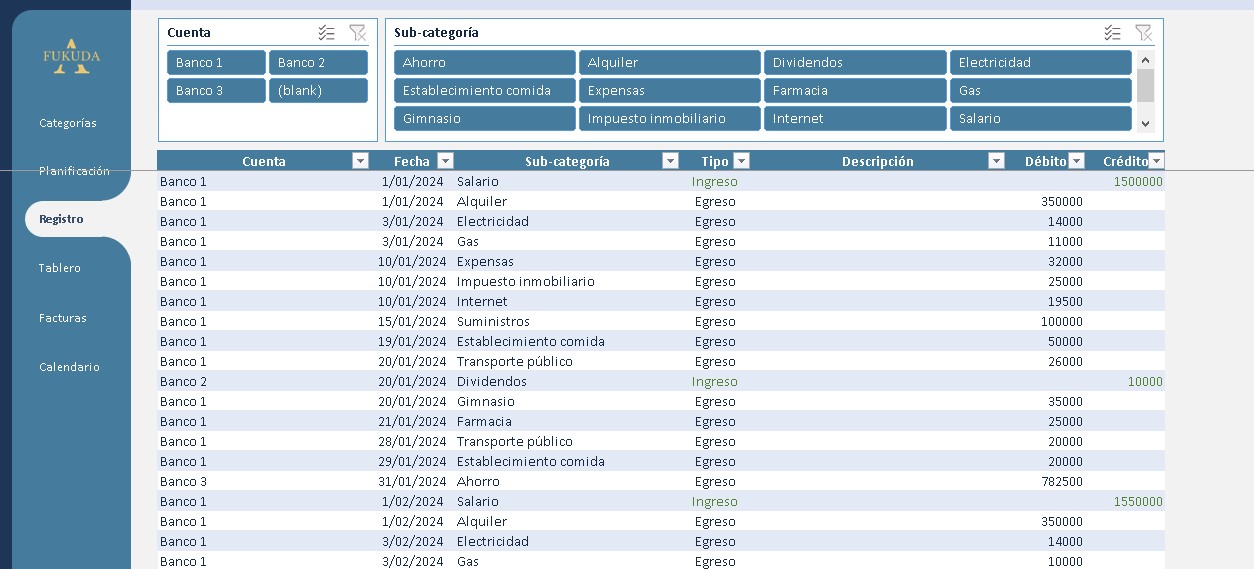 FUKUDA
Categorías
Planificación
Registro
Tablero
Facturas
Calendario
Cuenta
Banco 1 Banco 2
Banco 3 (blank)
Sub-categoría
Ahorro Alquiler Dividendos Electricidad
Establecimiento comida Expensas Farmacia Gas
Gimnasio Impuesto inmobiliario Internet Salario
Cuenta Fecha Sub-categoría Tipo Descripción Débito Crédito
Banco 1 1/01/2024 Salario Ingreso 1500000
Banco 1 1/01/2024 Alquiler Egreso 350000
Banco 1 3/01/2024 Electricidad Egreso 14000
Banco 1 3/01/2024 Gas Egreso 11000
Banco 1 10/01/2024 Expensas Egreso 32000
Banco 1 10/01/2024 Impuesto inmobiliario Egreso 25000
Banco 1 10/01/2024 Internet Egreso 19500
Banco 1 15/01/2024 Suministros Egreso 100000
Banco 1 19/01/2024 Establecimiento comida Egreso 50000
Banco 1 20/01/2024 Transporte público Egreso 26000
Banco 2 20/01/2024 Dividendos Ingreso 10000
Banco 1 20/01/2024 Gimnasio Egreso 35000
Banco 1 21/01/2024 Farmacia Egreso 25000
Banco 1 28/01/2024 Transporte público Egreso 20000
Banco 1 29/01/2024 Establecimiento comida Egreso 20000
Banco 3 31/01/2024 Ahorro Egreso 782500
Banco 1 1/02/2024 Salario Ingreso 1550000
Banco 1 1/02/2024 Alquiler Egreso 350000
Banco 1 3/02/2024 Electricidad Egreso 14000
Banco 1 3/02/2024 Gas Egreso 10000